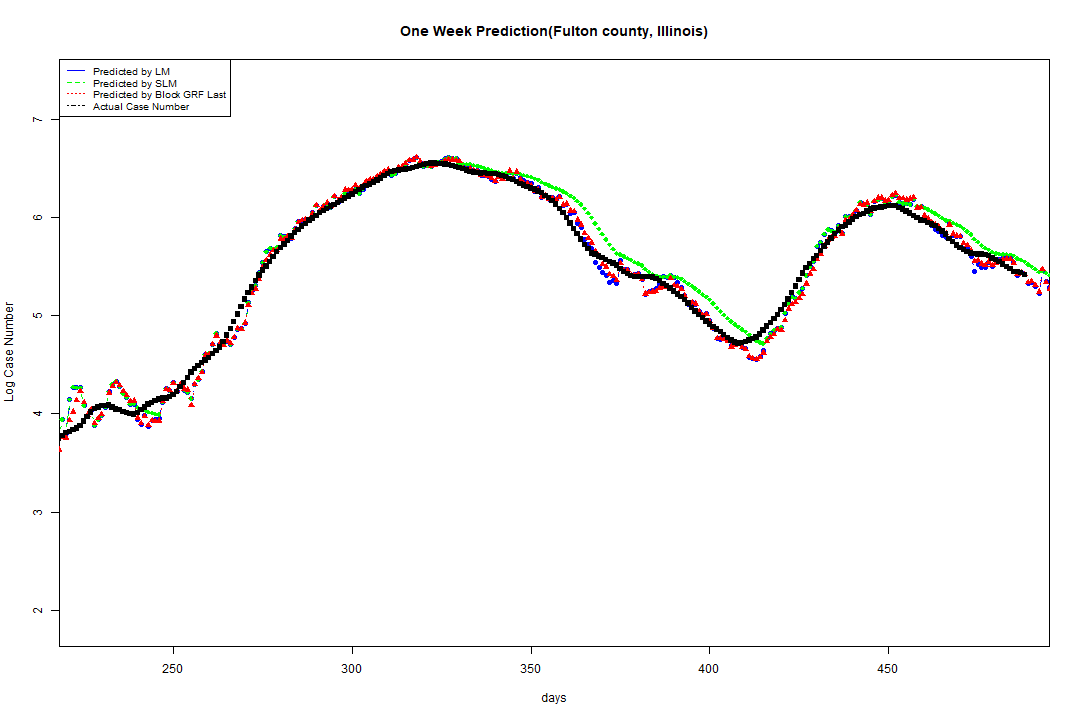 One Week Prediction(Fulton county, Illinois)
Predicted by LM
Predicted by SLM
Predicted by Block GRF Last
Actual Case Number
7
6
5
4
3
2
Log Case Number
250
300
350
400
450
days